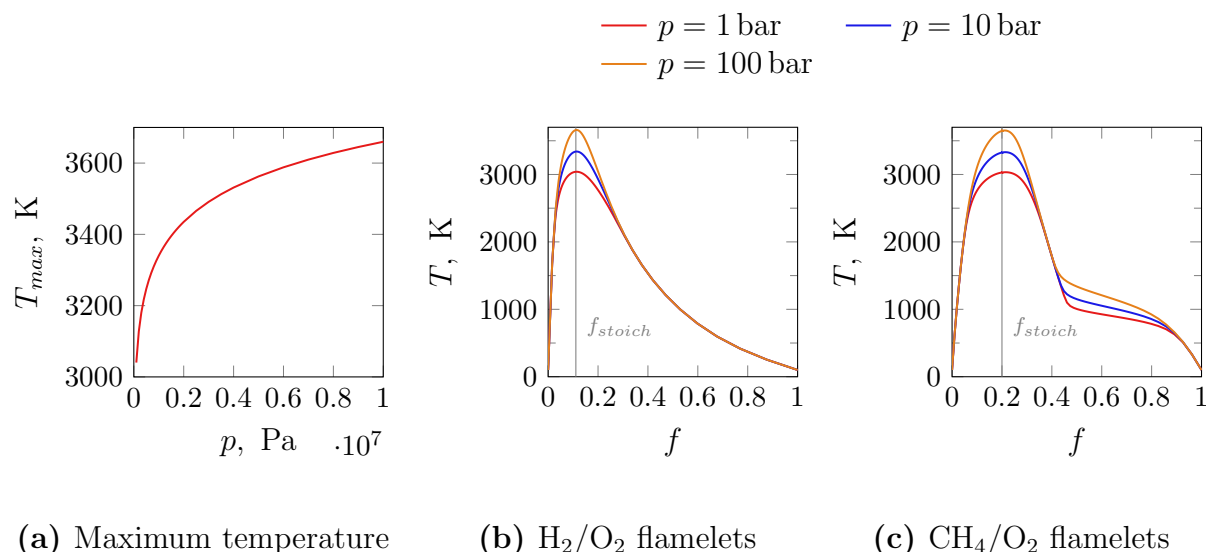 p = 1 bar
p = 10 bar
p = 100 bar
3600
3400
3200
3000
T_max, K
0 0.2 0.4 0.6 0.8 1
p, Pa
·10^7
(a) Maximum temperature
3000
2000
1000
0
T, K
f_stoich
0 0.2 0.4 0.6 0.8 1
f
(b) H₂/O₂ flamelets
3000
2000
1000
0
T, K
f_stoich
0 0.2 0.4 0.6 0.8 1
f
(c) CH₄/O₂ flamelets